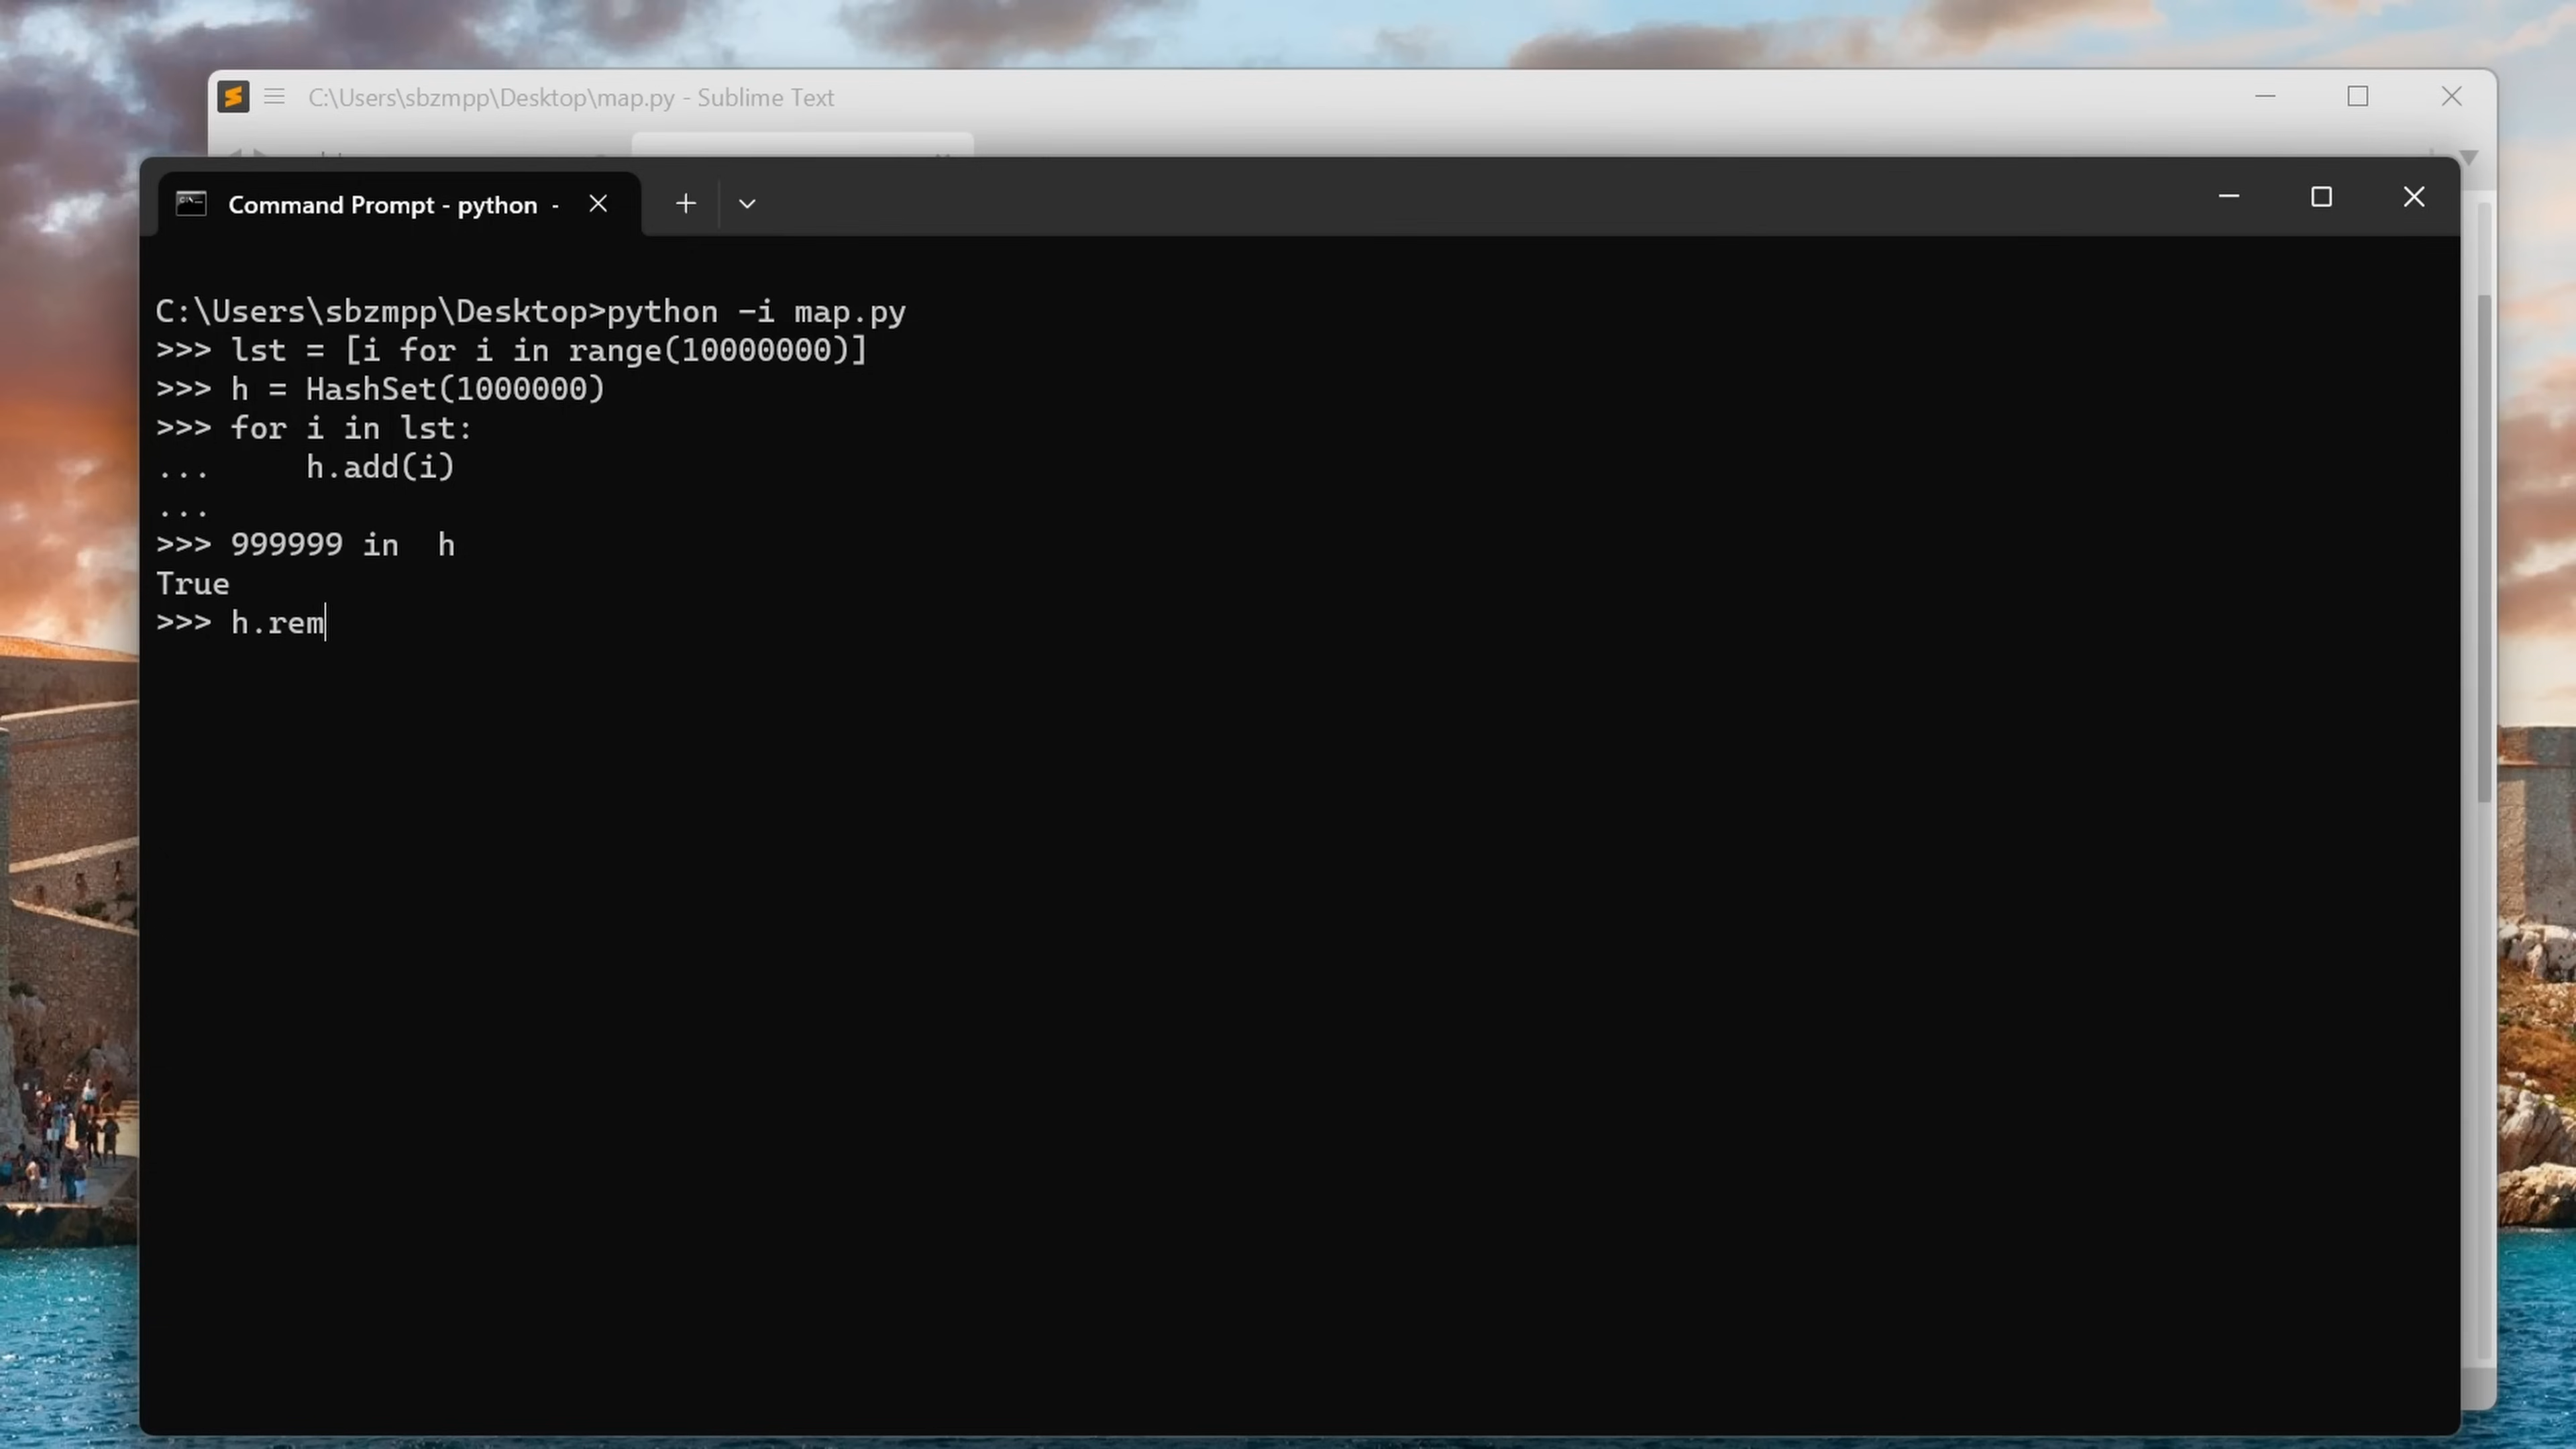 C:\Users\sbzmpp\Desktop\map.py - Sublime Text
Command Prompt - python -
C:\Users\sbzmpp\Desktop>python -i map.py
>>> lst = [i for i in range(10000000)]
>>> h = HashSet(1000000)
>>> for i in lst:
...     h.add(i)
...
>>> 999999 in  h
True
>>> h.rem